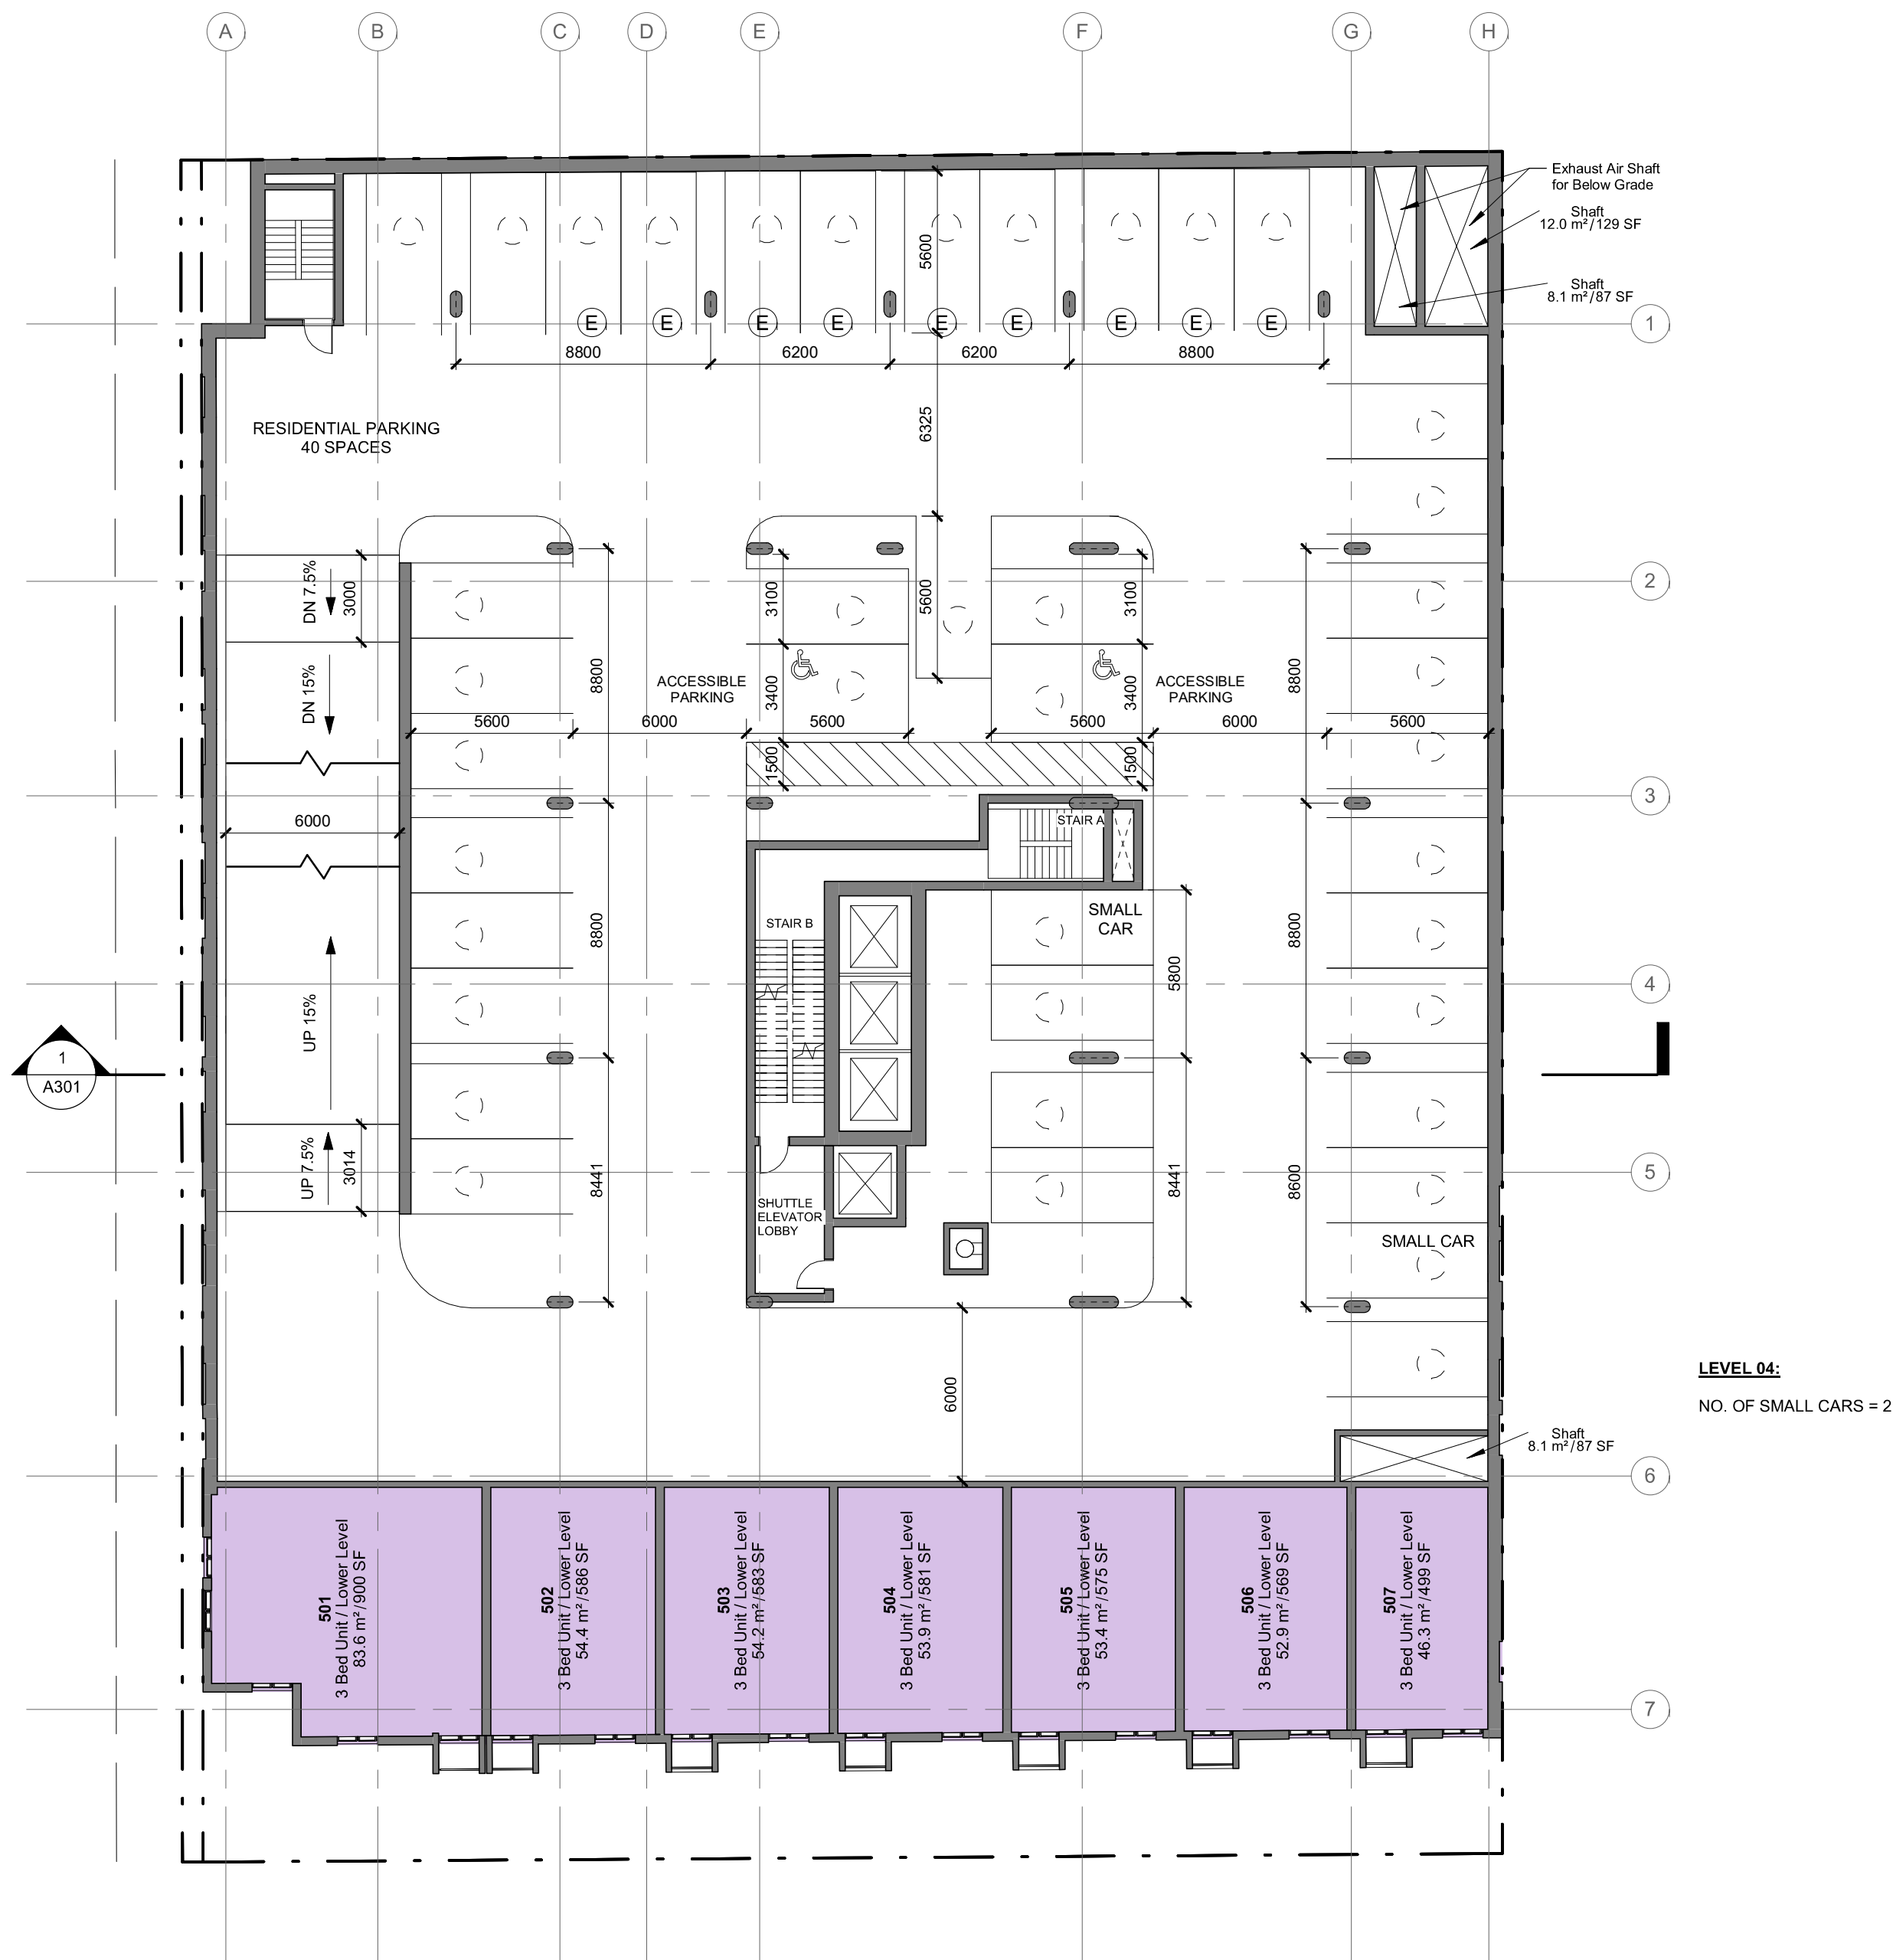 A B C D E F G H
Exhaust Air Shaft
for Below Grade
Shaft
12.0 m²/129 SF
Shaft
8.1 m²/87 SF
5600
E E E E E E E E E
1
8800 6200 6200 8800
6325
RESIDENTIAL PARKING
40 SPACES
DN 7.5%
3000
2
3100
5600
3100
DN 15%
8800
ACCESSIBLE
PARKING
3400
3400
ACCESSIBLE
PARKING
8800
5600 6000 5600 5600 6000 5600
1500
1500
3
6000
STAIR A
STAIR B
SMALL
CAR
8800
5800
8800
4
UP 15%
1
A301
UP 7.5%
3014
8441
8441
8600
5
SHUTTLE
ELEVATOR
LOBBY
SMALL CAR
6000
LEVEL 04:
NO. OF SMALL CARS = 2
Shaft
8.1 m²/87 SF
6
501
3 Bed Unit / Lower Level
83.6 m²/900 SF
502
3 Bed Unit / Lower Level
54.4 m²/586 SF
503
3 Bed Unit / Lower Level
54.2 m²/583 SF
504
3 Bed Unit / Lower Level
53.9 m²/581 SF
505
3 Bed Unit / Lower Level
53.4 m²/575 SF
506
3 Bed Unit / Lower Level
52.9 m²/569 SF
507
3 Bed Unit / Lower Level
46.3 m²/499 SF
7